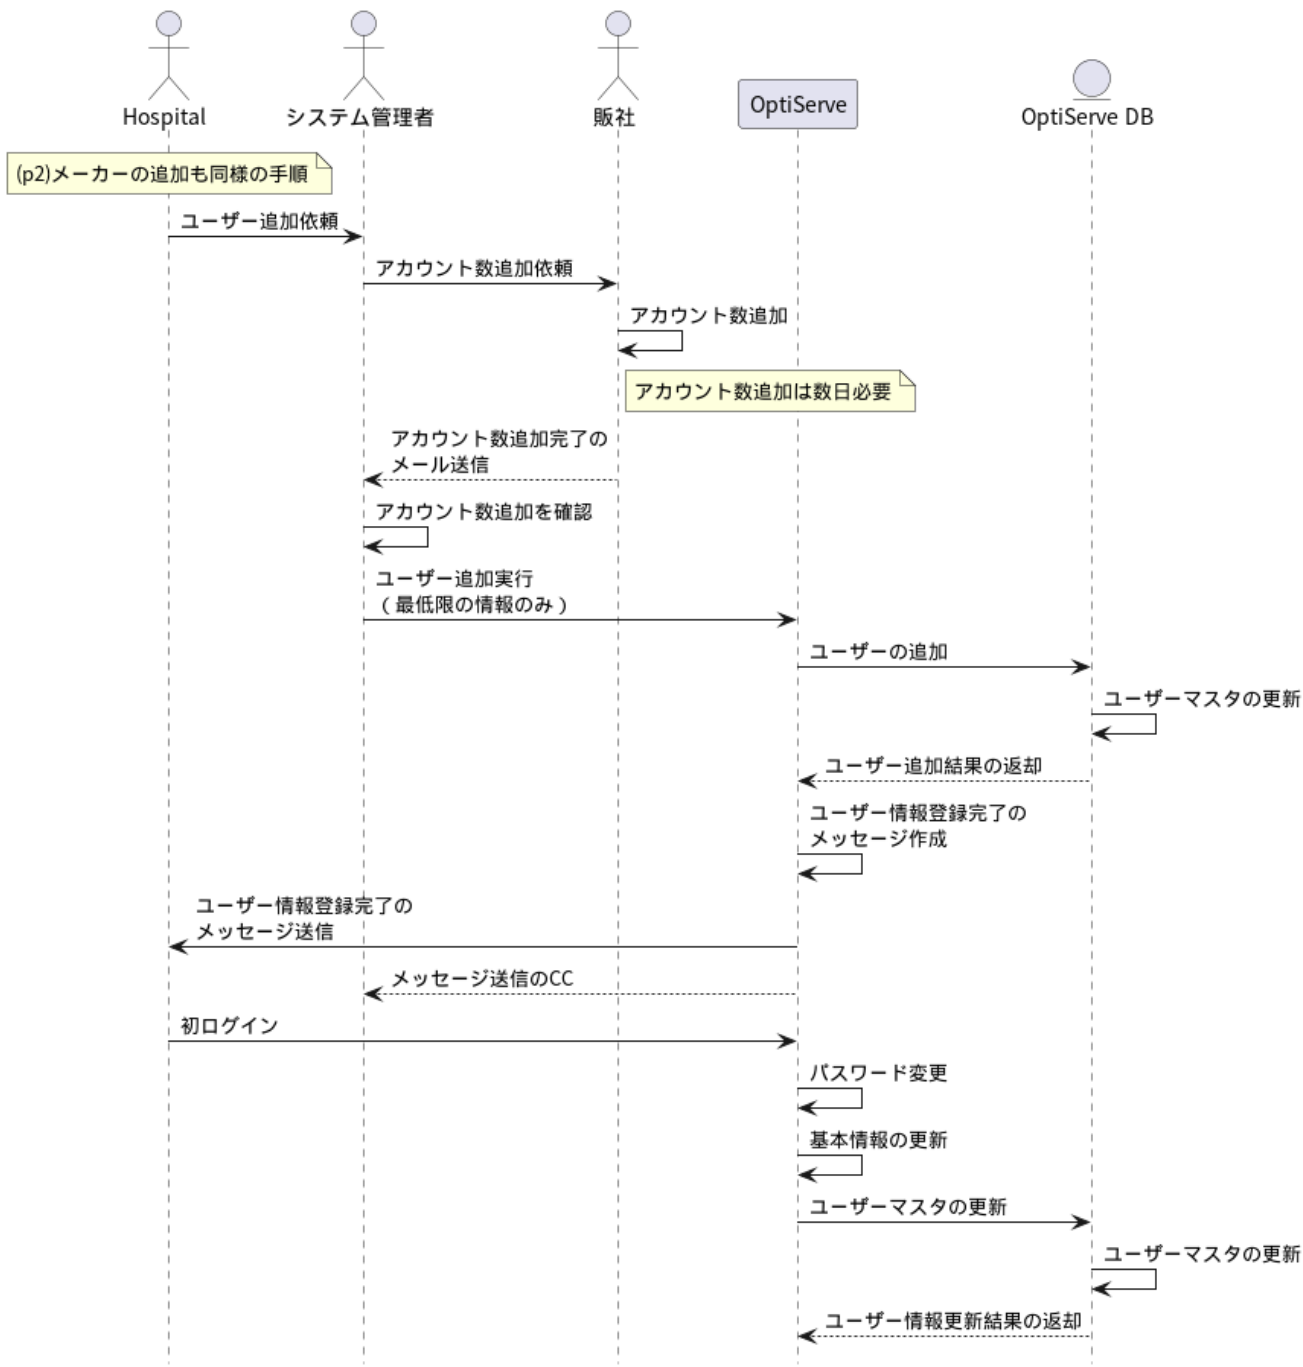 Hospital
システム管理者
販社
OptiServe
OptiServe DB
(p2)メーカーの追加も同様の手順
ユーザー追加依頼
アカウント数追加依頼
アカウント数追加
アカウント数追加は数日必要
アカウント数追加完了の
メール送信
アカウント数追加を確認
ユーザー追加実行
（最低限の情報のみ）
ユーザーの追加
ユーザーマスタの更新
ユーザー追加結果の返却
ユーザー情報登録完了の
メッセージ作成
ユーザー情報登録完了の
メッセージ送信
メッセージ送信のCC
初ログイン
パスワード変更
基本情報の更新
ユーザーマスタの更新
ユーザーマスタの更新
ユーザー情報更新結果の返却